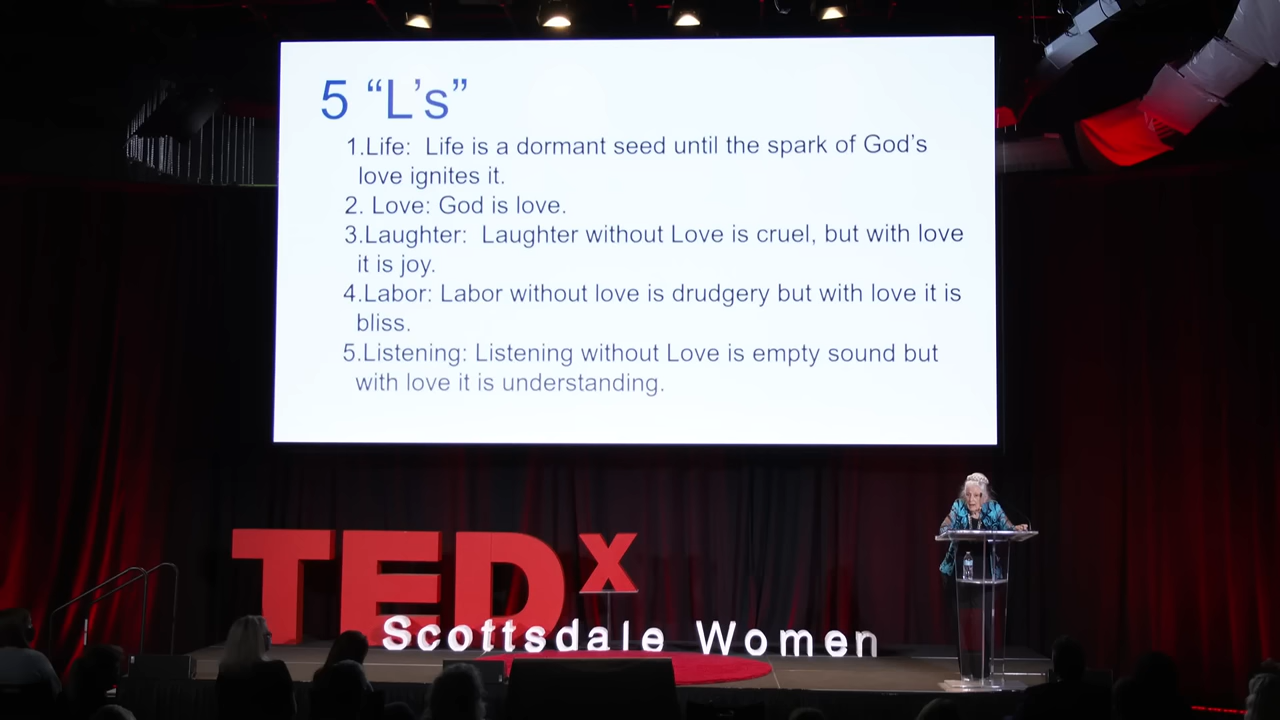 5 “L’s”
1.Life:  Life is a dormant seed until the spark of God’s
love ignites it.
2. Love: God is love.
3.Laughter:  Laughter without Love is cruel, but with love
it is joy.
4.Labor: Labor without love is drudgery but with love it is
bliss.
5.Listening: Listening without Love is empty sound but
with love it is understanding.
TEDx
Scottsdale Women